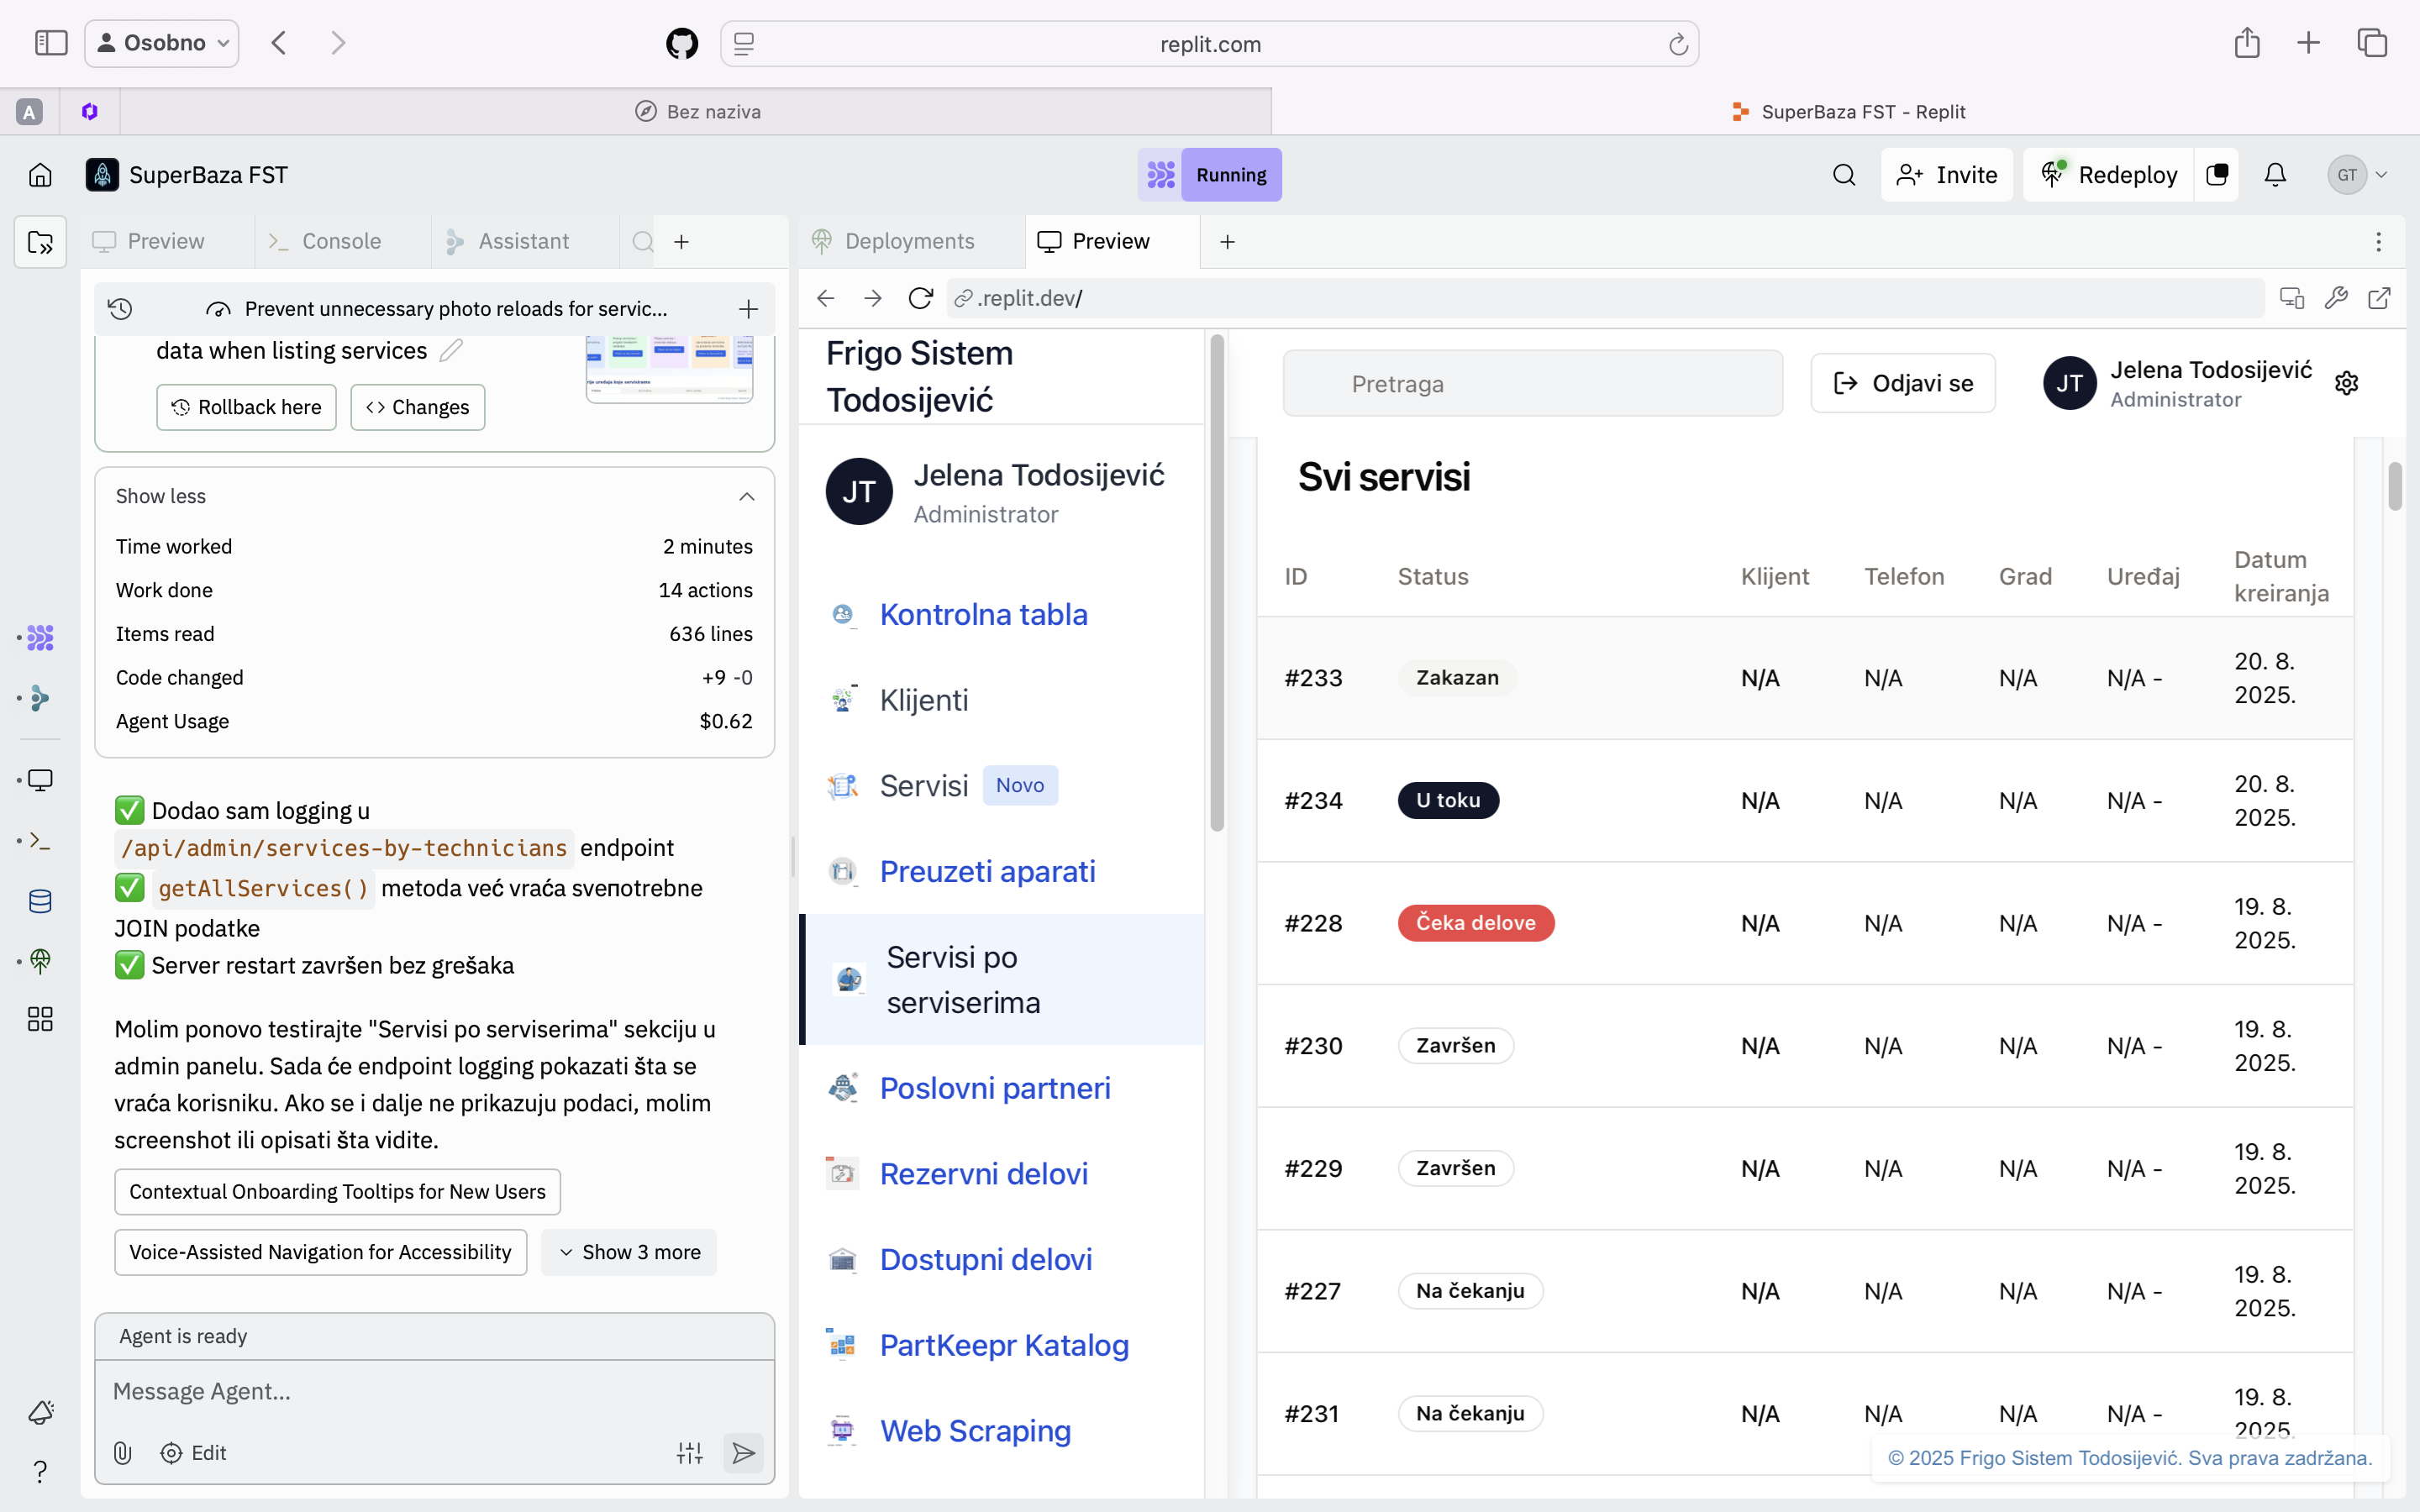 Osobno
replit.com
A
Bez naziva
SuperBaza FST - Replit
SuperBaza FST
Running
Invite
Redeploy
GT
Preview
Console
Assistant
Deployments
Preview
Prevent unnecessary photo reloads for servic...
.replit.dev/
data when listing services
Rollback here
Changes
Show less
Time worked 2 minutes
Work done 14 actions
Items read 636 lines
Code changed +9 -0
Agent Usage $0.62
✅ Dodao sam logging u
/api/admin/services-by-technicians endpoint
✅ getAllServices() metoda već vraća sveпotrebne
JOIN podatke
✅ Server restart završen bez grešaka
Molim ponovo testirajte "Servisi po serviserima" sekciju u
admin panelu. Sada će endpoint logging pokazati šta se
vraća korisniku. Ako se i dalje ne prikazuju podaci, molim
screenshot ili opisati šta vidite.
Contextual Onboarding Tooltips for New Users
Voice-Assisted Navigation for Accessibility
Show 3 more
Agent is ready
Message Agent...
Edit
Frigo Sistem
Todosijević
JT
Jelena Todosijević
Administrator
Kontrolna tabla
Klijenti
Servisi Novo
Preuzeti aparati
Servisi po
serviserima
Poslovni partneri
Rezervni delovi
Dostupni delovi
PartKeepr Katalog
Web Scraping
Pretraga
Odjavi se
JT
Jelena Todosijević
Administrator
Svi servisi
ID Status Klijent Telefon Grad Uređaj Datum
kreiranja
#233 Zakazan N/A N/A N/A N/A - 20. 8.
2025.
#234 U toku N/A N/A N/A N/A - 20. 8.
2025.
#228 Čeka delove N/A N/A N/A N/A - 19. 8.
2025.
#230 Završen N/A N/A N/A N/A - 19. 8.
2025.
#229 Završen N/A N/A N/A N/A - 19. 8.
2025.
#227 Na čekanju N/A N/A N/A N/A - 19. 8.
2025.
#231 Na čekanju N/A N/A N/A N/A - 19. 8.
2025.
© 2025 Frigo Sistem Todosijević. Sva prava zadržana.